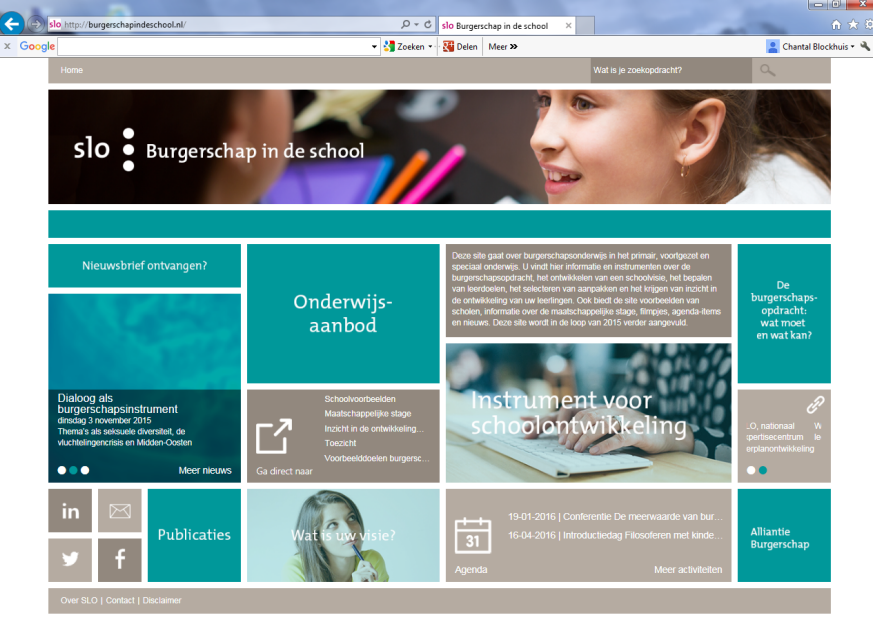 slo http://burgerschapindeschool.nl/
slo Burgerschap in de school
x Google
Zoeken
Delen
Meer »
Chantal Blockhuis
Home
Wat is je zoekopdracht?
slo Burgerschap in de school
Nieuwsbrief ontvangen?
Dialoog als
burgerschapsinstrument
dinsdag 3 november 2015
Thema's als seksuele diversiteit, de
vluchtelingencrisis en Midden-Oosten
Meer nieuws
Onderwijs-
aanbod
Schoolvoorbeelden
Maatschappelijke stage
Inzicht in de ontwikkeling...
Toezicht
Voorbeelddoelen burgersc...
Ga direct naar
Deze site gaat over burgerschapsonderwijs in het primair, voortgezet en
speciaal onderwijs. U vindt hier informatie en instrumenten over de
burgerschapsopdracht, het ontwikkelen van een schoolvisie, het bepalen
van leerdoelen, het selecteren van aanpakken en het krijgen van inzicht in
de ontwikkeling van uw leerlingen. Ook biedt de site voorbeelden van
scholen, informatie over de maatschappelijke stage, filmpjes, agenda-items
en nieuws. Deze site wordt in de loop van 2015 verder aangevuld.
Instrument voor
schoolontwikkeling
De
burgerschaps-
opdracht:
wat moet
en wat kan?
LO, nationaal W
pertisecentrum le
erplanontwikkeling
in
f
Publicaties
Wat is uw visie?
31
19-01-2016 | Conferentie De meerwaarde van bur...
16-04-2016 | Introductiedag Filosoferen met kinde...
Agenda
Meer activiteiten
Alliantie
Burgerschap
Over SLO | Contact | Disclaimer